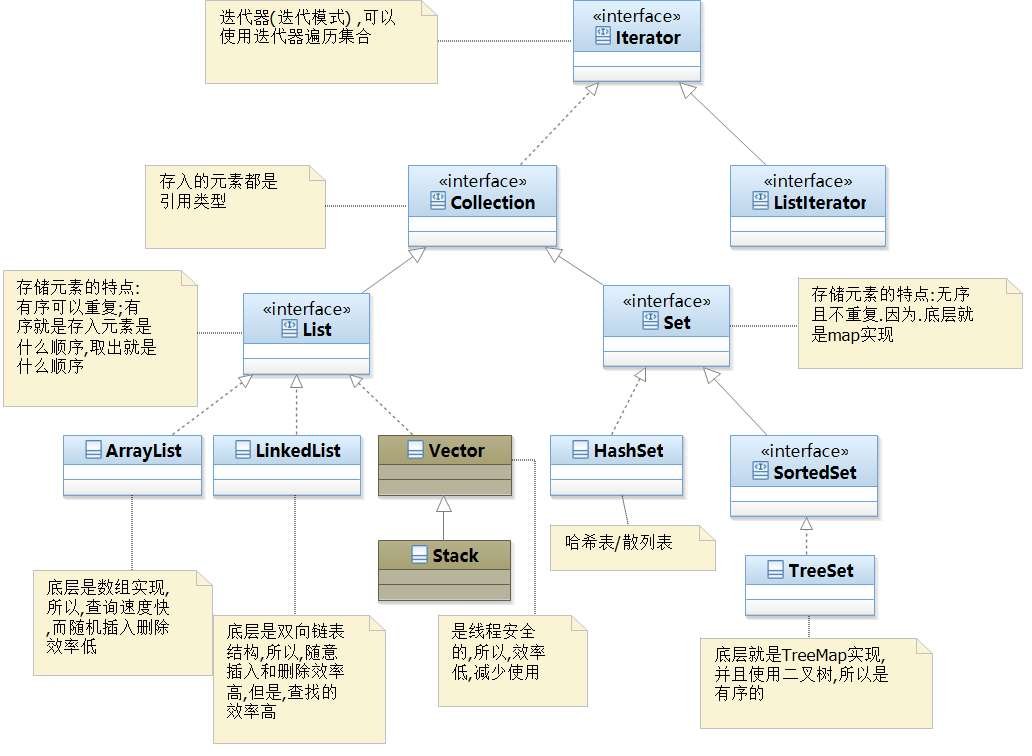 迭代器(迭代模式) ,可以
使用迭代器遍历集合
«interface»
Iterator
存入的元素都是
引用类型
«interface»
Collection
«interface»
ListIterator
存储元素的特点:
有序可以重复;有
序就是存入元素是
什么顺序,取出就是
什么顺序
«interface»
List
«interface»
Set
存储元素的特点:无序
且不重复.因为.底层就
是map实现
ArrayList
LinkedList
Vector
HashSet
«interface»
SortedSet
Stack
哈希表/散列表
TreeSet
底层是数组实现,
所以,查询速度快
,而随机插入删除
效率低
底层是双向链表
结构,所以,随意
插入和删除效率
高,但是,查找的
效率高
是线程安全
的,所以,效率
低,减少使用
底层就是TreeMap实现,
并且使用二叉树,所以是
有序的